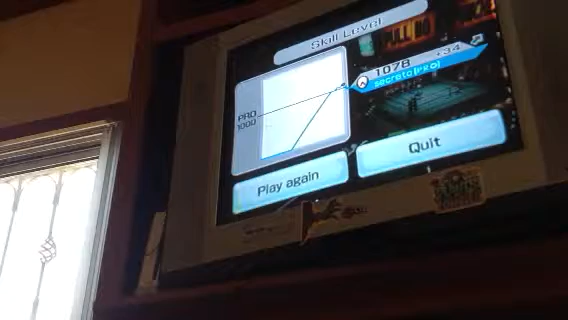 Skill Level
1078 +34
secreto[PRO]
PRO
1000
Play again
Quit